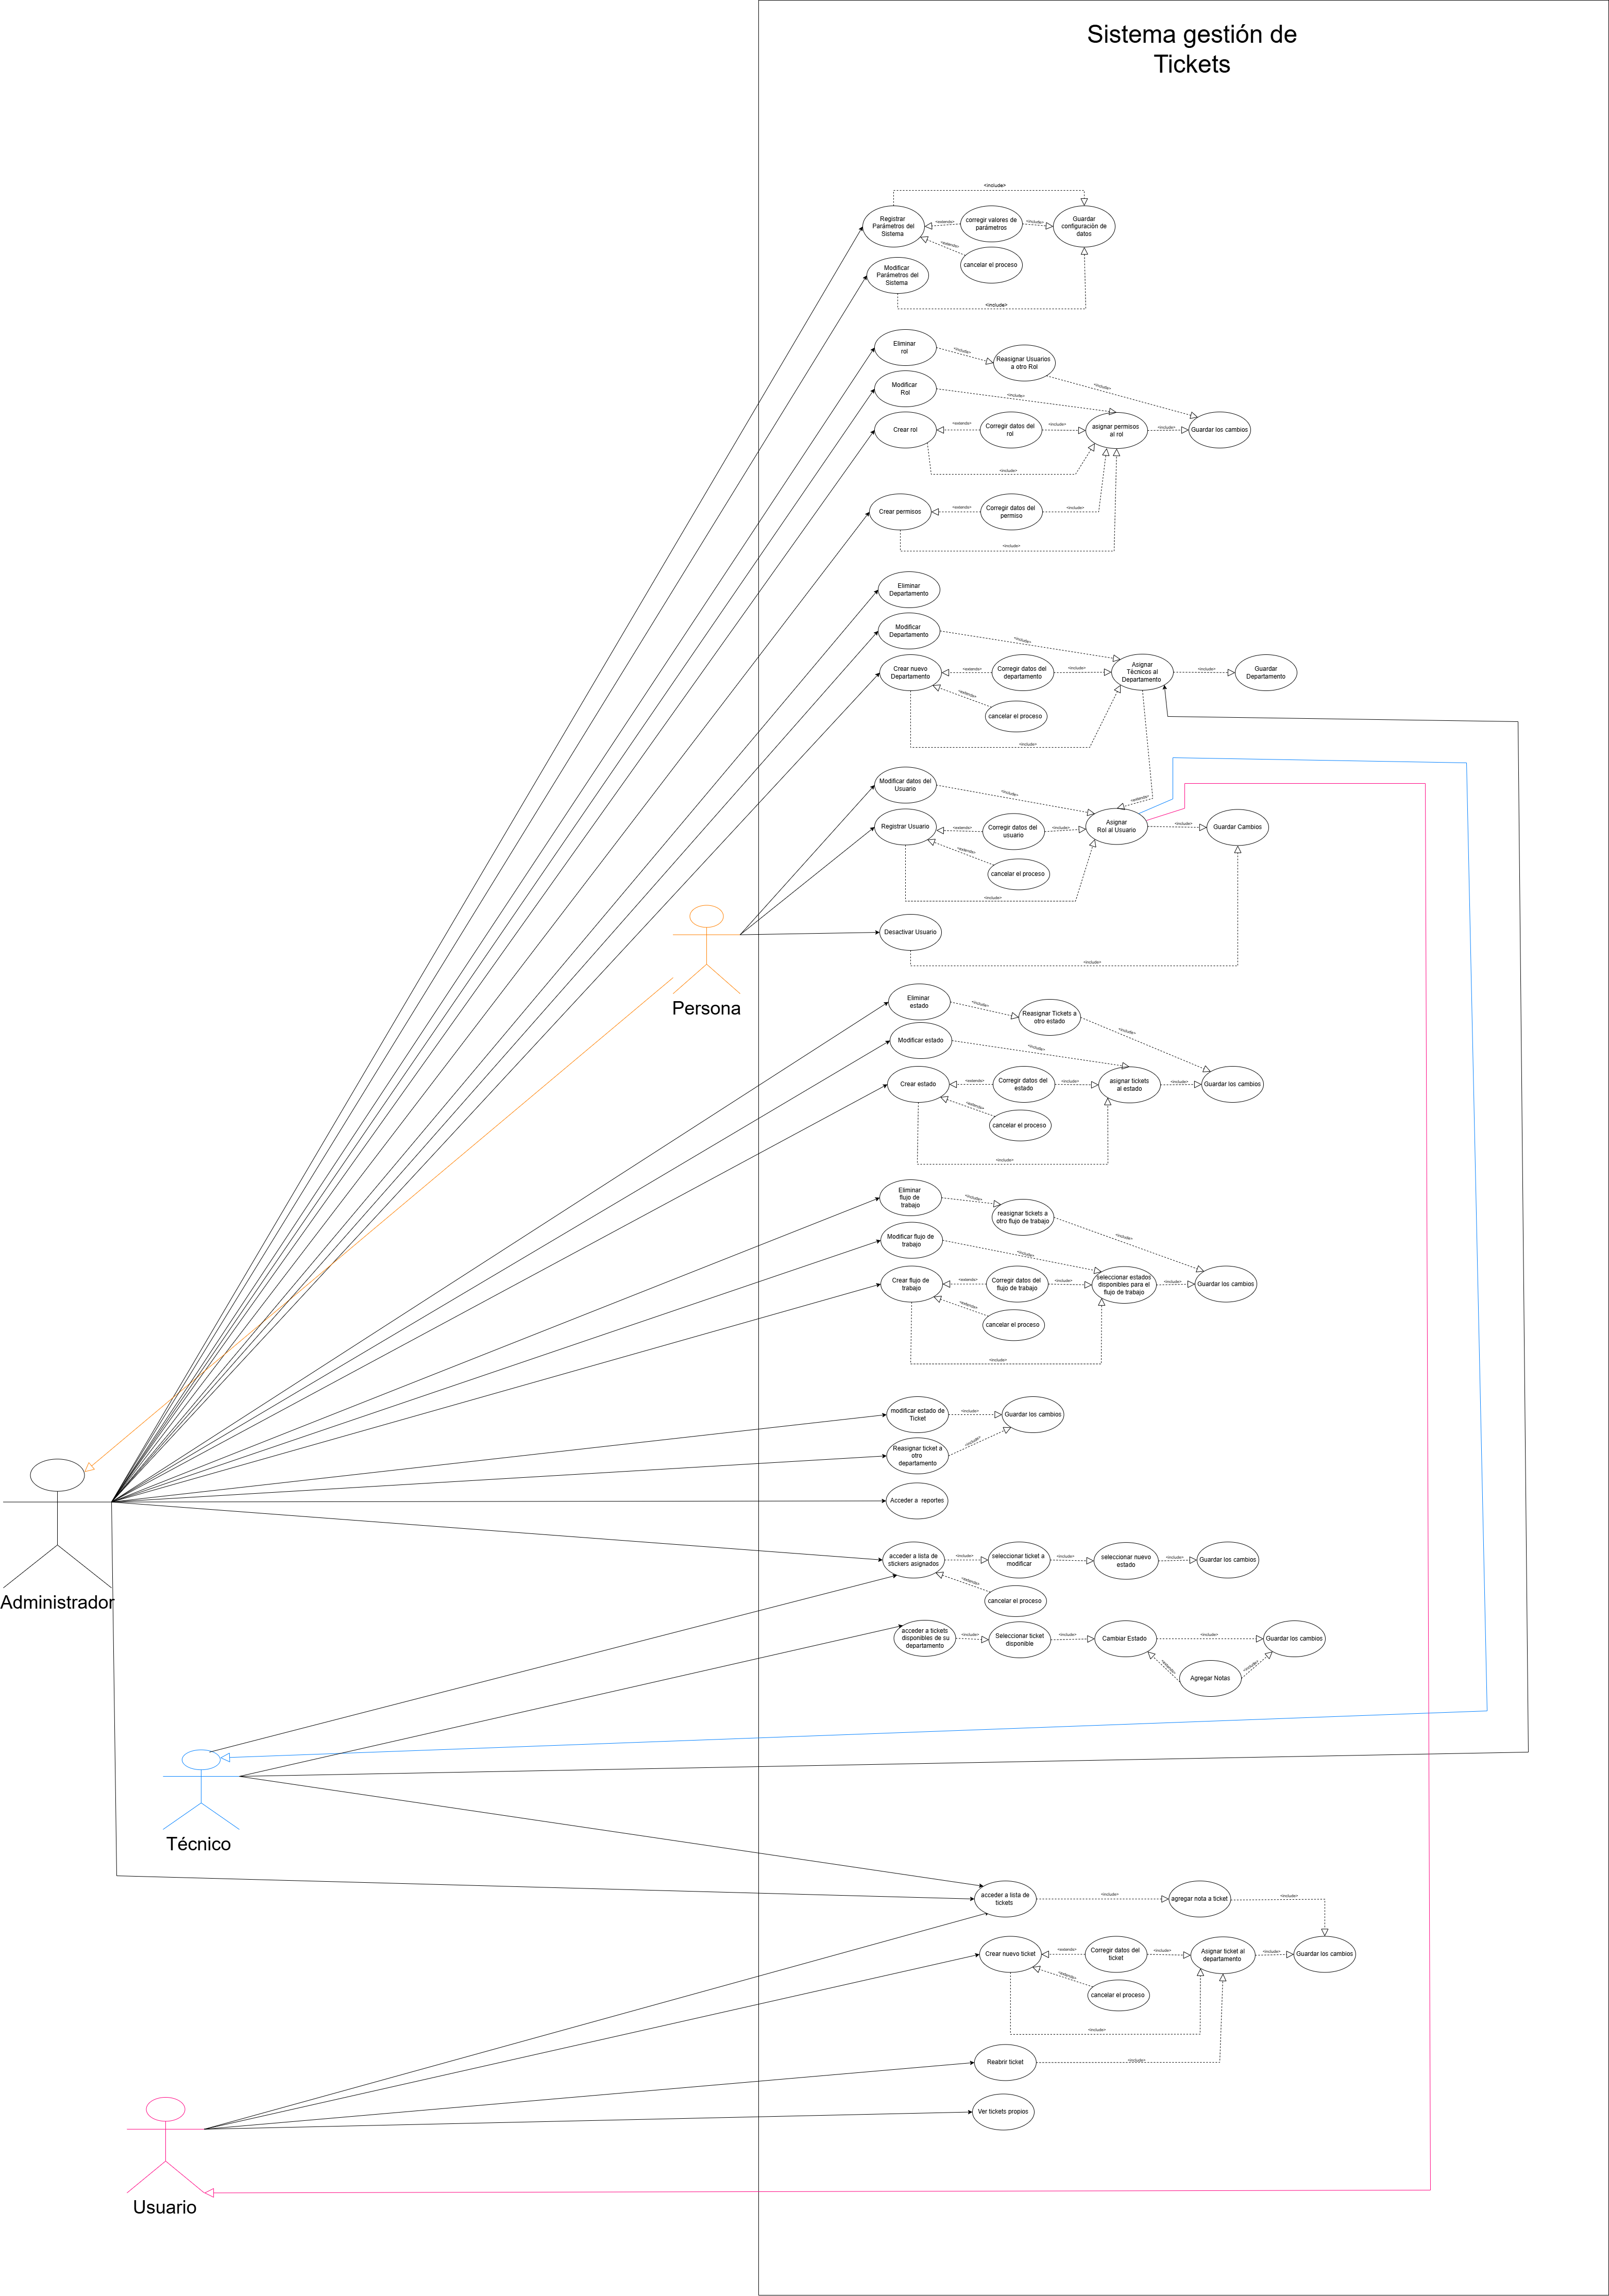 Sistema gestión de
Tickets
<include>
Registrar
Parámetros del
Sistema
<extends>
corregir valores de
parámetros
<include>
Guardar
configuración de
datos
<extends>
cancelar el proceso
Modificar
Parámetros del
Sistema
<include>
Eliminar
rol
<include>
Reasignar Usuarios
a otro Rol
<include>
Modificar
Rol
<include>
Crear rol
<extends>
Corregir datos del
rol
<include>
asignar permisos
al rol
<include>
Guardar los cambios
<include>
Crear permisos
<extends>
Corregir datos del
permiso
<include>
<include>
Eliminar
Departamento
Modificar
Departamento
<include>
Crear nuevo
Departamento
<extends>
Corregir datos del
departamento
<include>
Asignar
Técnicos al
Departamento
<include>
Guardar
Departamento
<extends>
cancelar el proceso
<include>
Modificar datos del
Usuario
<include>
<extends>
Registrar Usuario
<extends>
Corregir datos del
usuario
<include>
Asignar
Rol al Usuario
<include>
Guardar Cambios
<extends>
cancelar el proceso
<include>
Desactivar Usuario
<include>
Persona
Eliminar
estado
<include>
Reasignar Tickets a
otro estado
<include>
Modificar estado
<include>
Crear estado
<extends>
Corregir datos del
estado
<include>
asignar tickets
al estado
<include>
Guardar los cambios
<extends>
cancelar el proceso
<include>
Eliminar
flujo de
trabajo
<include>
reasignar tickets a
otro flujo de trabajo
<include>
Modificar flujo de
trabajo
<include>
Crear flujo de
trabajo
<extends>
Corregir datos del
flujo de trabajo
<include>
seleccionar estados
disponibles para el
flujo de trabajo
<include>
Guardar los cambios
<extends>
cancelar el proceso
<include>
modificar estado de
Ticket
<include>
Guardar los cambios
Reasignar ticket a
otro
departamento
<include>
Acceder a reportes
Administrador
acceder a lista de
stickers asignados
<include>
seleccionar ticket a
modificar
<include>
seleccionar nuevo
estado
<include>
Guardar los cambios
<extends>
cancelar el proceso
acceder a tickets
disponibles de su
departamento
<include>
Seleccionar ticket
disponible
<include>
Cambiar Estado
<include>
Guardar los cambios
<extends>
Agregar Notas
<include>
Técnico
acceder a lista de
tickets
<include>
agregar nota a ticket
<include>
Crear nuevo ticket
<extends>
Corregir datos del
ticket
<include>
Asignar ticket al
departamento
<include>
Guardar los cambios
<extends>
cancelar el proceso
<include>
Reabrir ticket
<include>
Ver tickets propios
Usuario